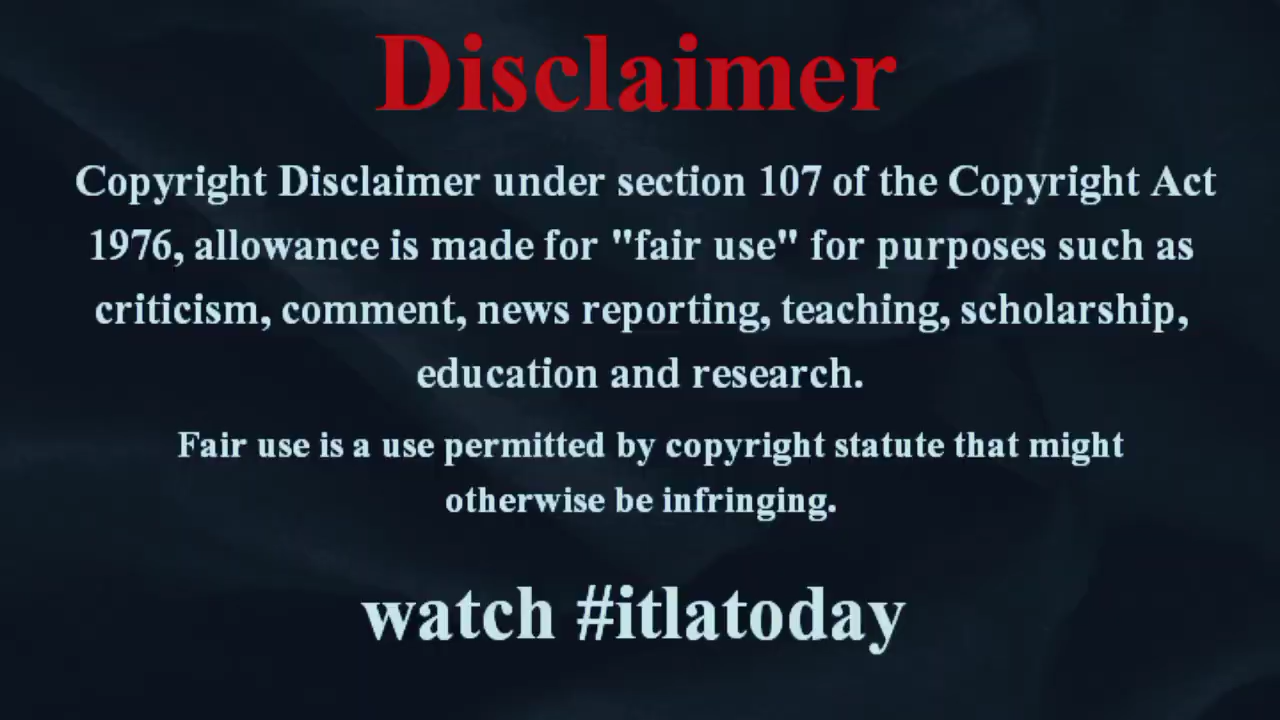 Disclaimer
Copyright Disclaimer under section 107 of the Copyright Act
1976, allowance is made for "fair use" for purposes such as
criticism, comment, news reporting, teaching, scholarship,
education and research.
Fair use is a use permitted by copyright statute that might
otherwise be infringing.
watch #itlatoday